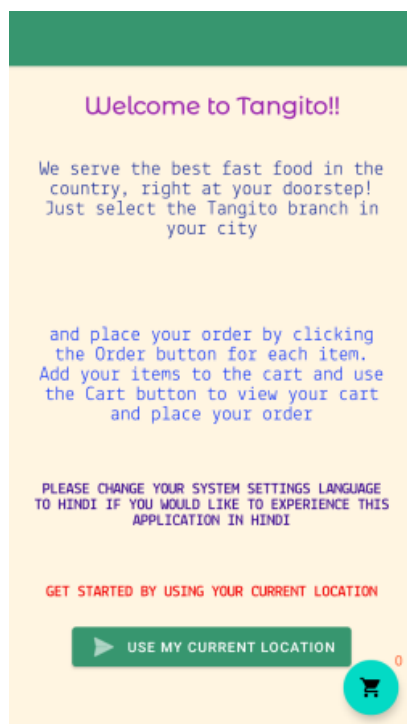 Welcome to Tangito!!
We serve the best fast food in the
country, right at your doorstep!
Just select the Tangito branch in
your city
and place your order by clicking
the Order button for each item.
Add your items to the cart and use
the Cart button to view your cart
and place your order
PLEASE CHANGE YOUR SYSTEM SETTINGS LANGUAGE
TO HINDI IF YOU WOULD LIKE TO EXPERIENCE THIS
APPLICATION IN HINDI
GET STARTED BY USING YOUR CURRENT LOCATION
USE MY CURRENT LOCATION
0